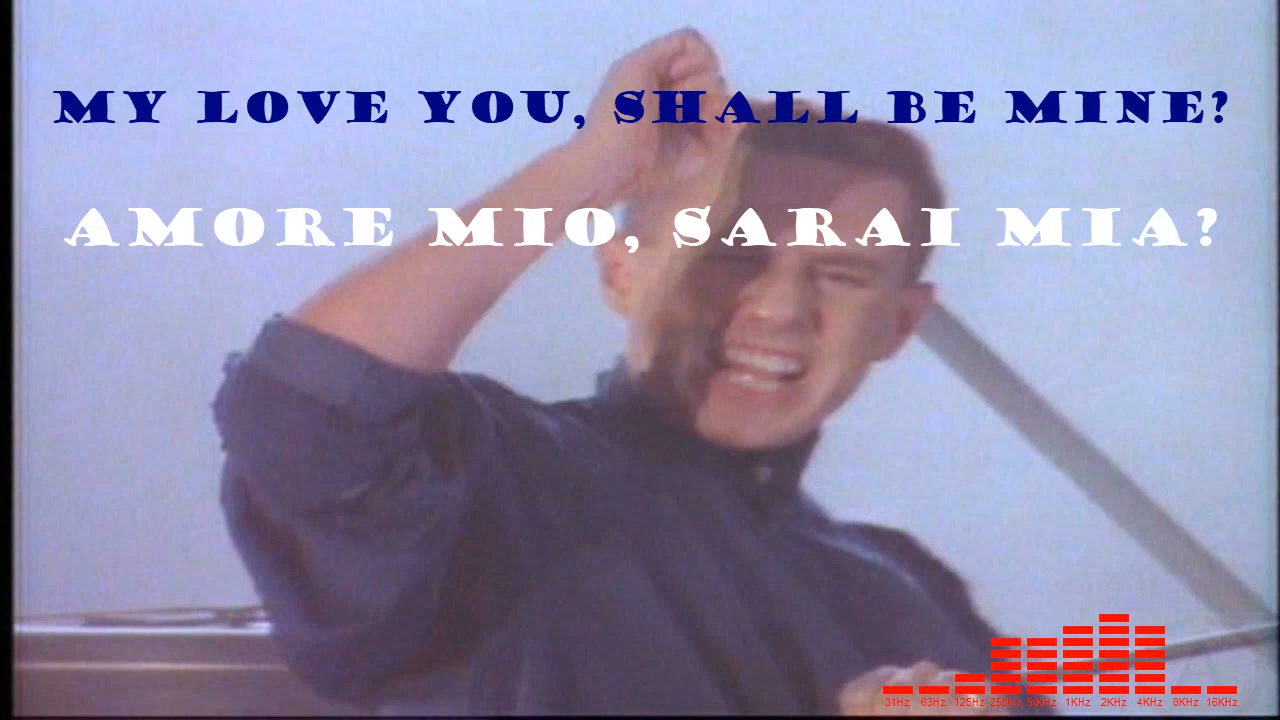 MY LOVE YOU, SHALL BE MINE?
AMORE MIO, SARAI MIA?
31Hz 63Hz 125Hz 250Hz 500Hz 1KHz 2KHz 4KHz 8KHz 16KHz